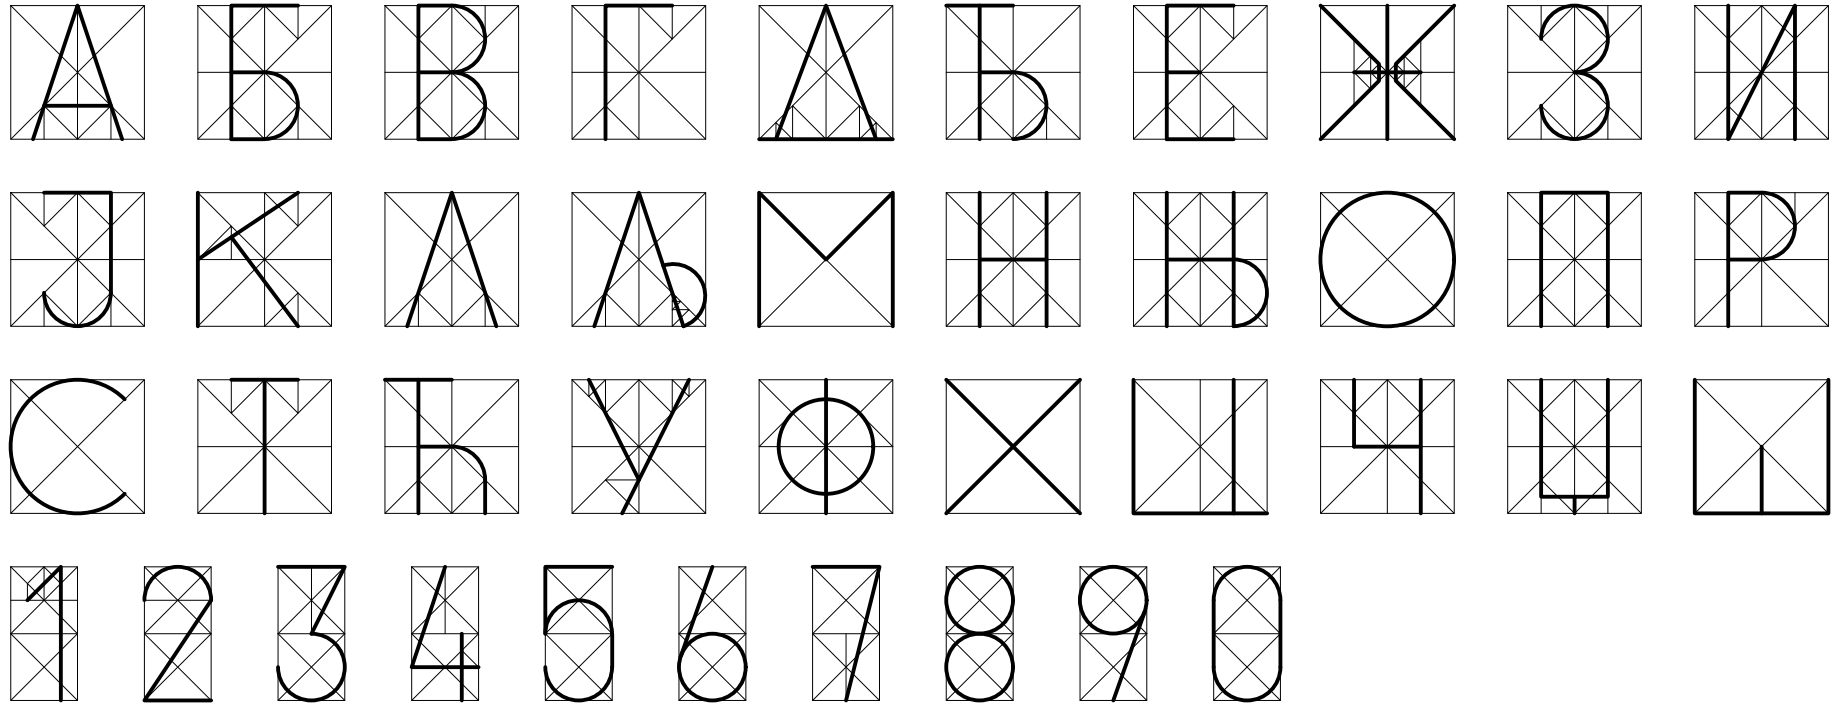 А Б В Г Д Ђ Е Ж З И
Ј К Л Љ М Н Њ О П Р
С Т Ћ У Ф Х Ц Ч Џ Ш
1 2 3 4 5 6 7 8 9 0